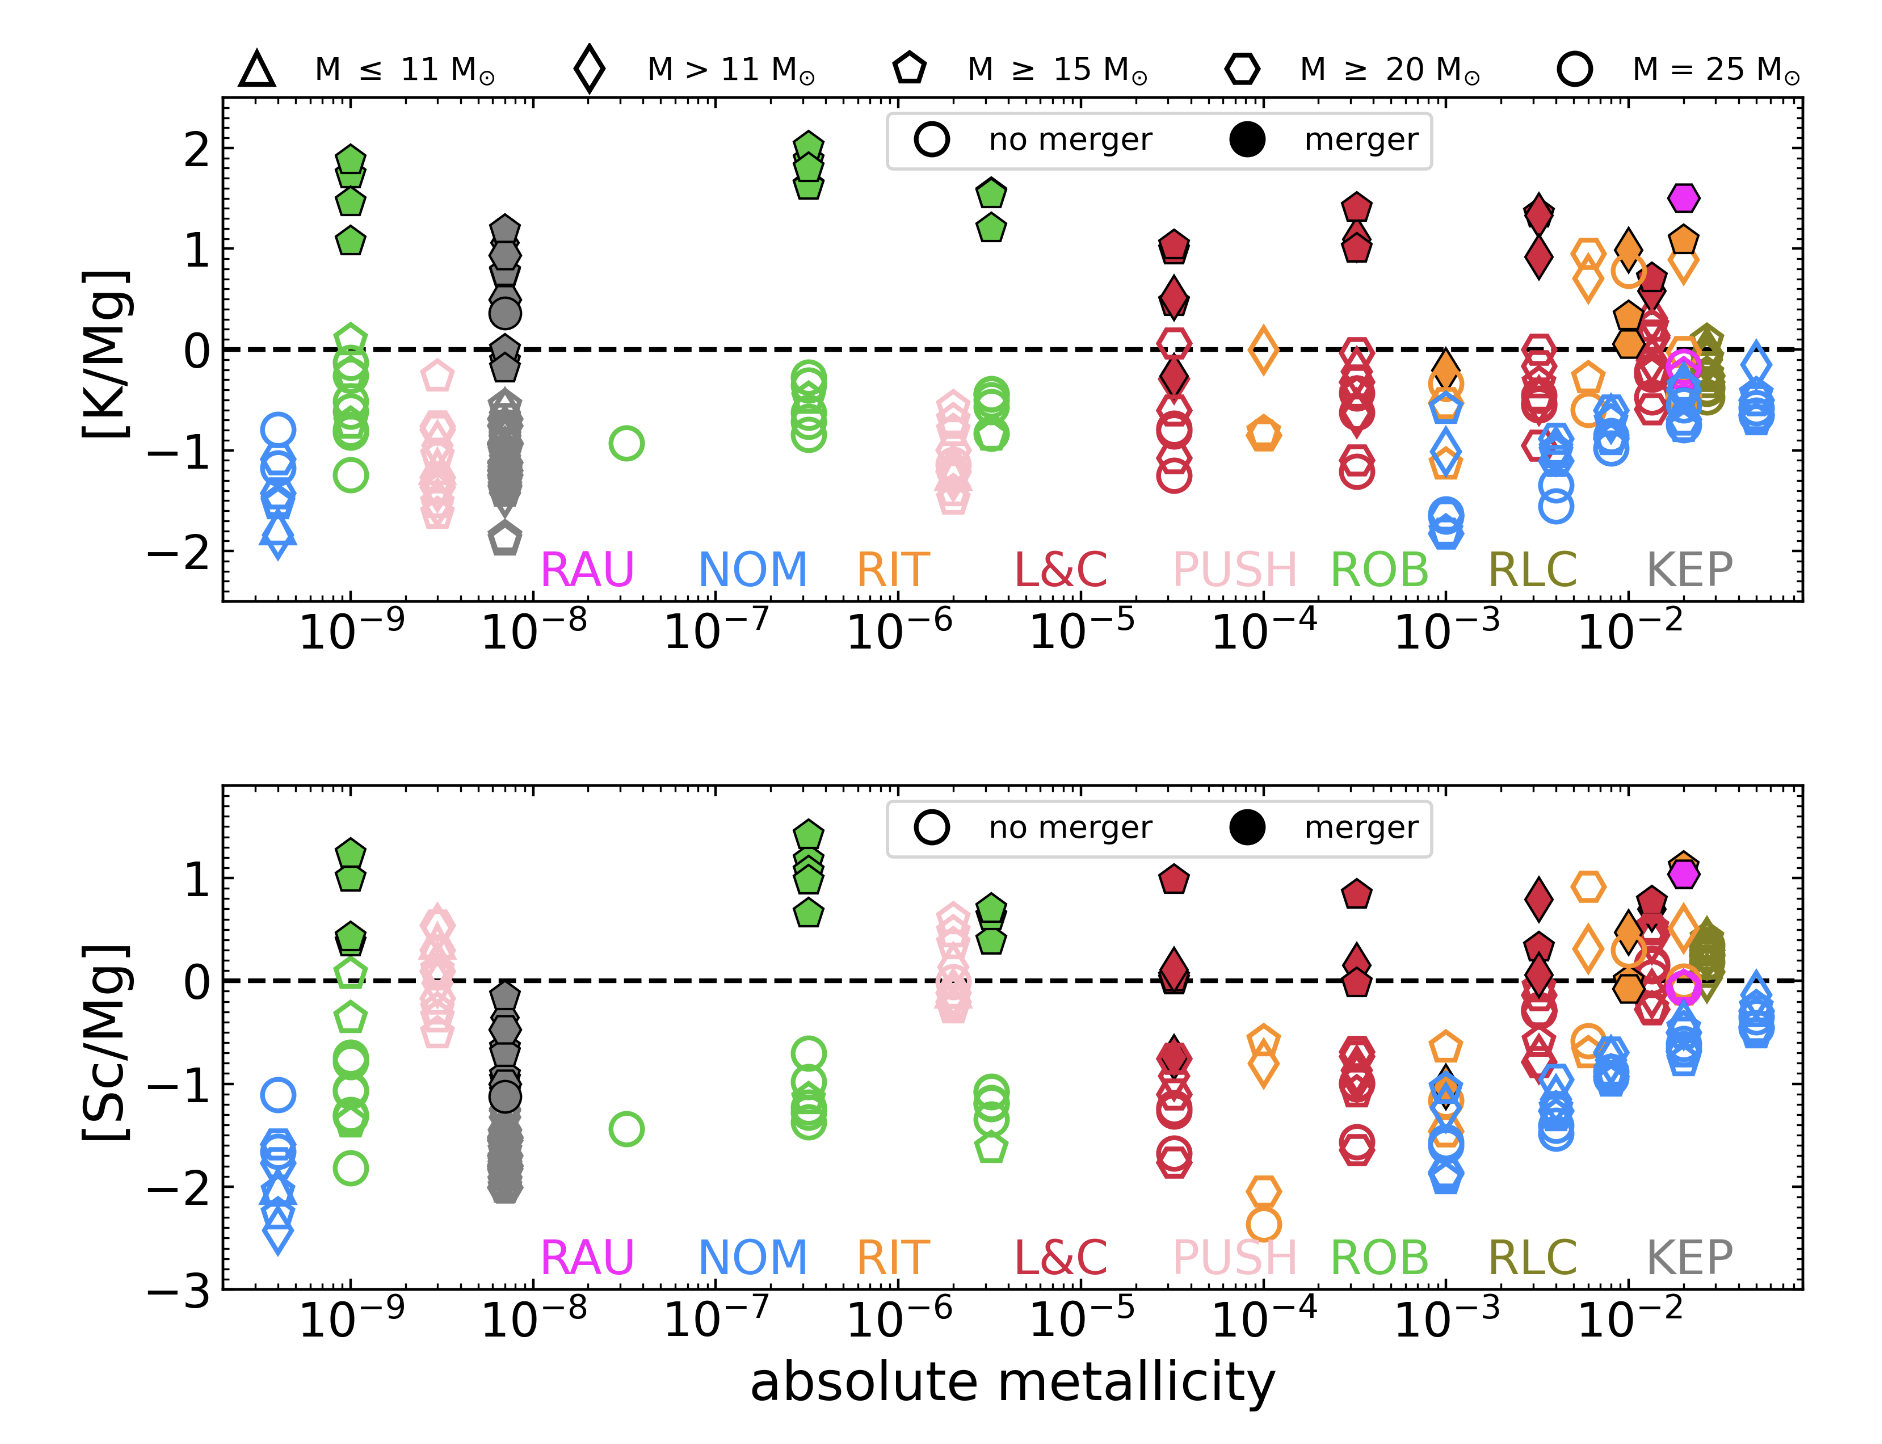 M ≤ 11 M⊙ M > 11 M⊙ M ≥ 15 M⊙ M ≥ 20 M⊙ M = 25 M⊙
no merger merger
[K/Mg]
2
1
0
−1
−2
RAU NOM RIT L&C PUSH ROB RLC KEP
10⁻⁹ 10⁻⁸ 10⁻⁷ 10⁻⁶ 10⁻⁵ 10⁻⁴ 10⁻³ 10⁻²
no merger merger
[Sc/Mg]
1
0
−1
−2
−3
RAU NOM RIT L&C PUSH ROB RLC KEP
10⁻⁹ 10⁻⁸ 10⁻⁷ 10⁻⁶ 10⁻⁵ 10⁻⁴ 10⁻³ 10⁻²
absolute metallicity